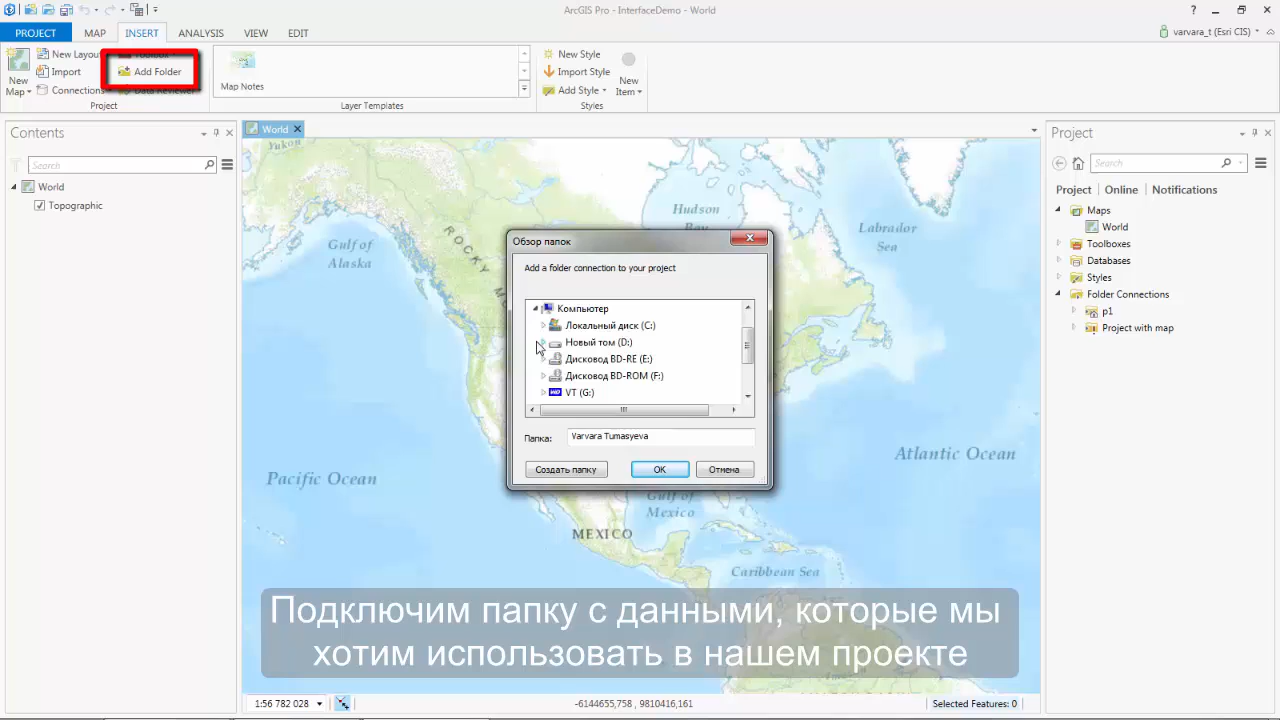 ArcGIS Pro - InterfaceDemo - World
?
PROJECT MAP INSERT ANALYSIS VIEW EDIT
varvara_t (Esri CIS)
New Map
New Layout
Import
Connections
Toolbox
Add Folder
Data Reviewer
Project
Map Notes
Layer Templates
New Style
Import Style
Add Style
New Item
Styles
Contents
Search
World
Topographic
World
Yukon
Gulf of Alaska
ROCKY
Hudson
Bay
Labrador Sea
Pacific Ocean
Atlantic Ocean
Gulf of Mexico
MEXICO
Caribbean Sea
Обзор папок
Add a folder connection to your project
Компьютер
Локальный диск (C:)
Новый том (D:)
Дисковод BD-RE (E:)
Дисковод BD-ROM (F:)
VT (G:)
Папка: Varvara Tumasyeva
Создать папку OK Отмена
Подключим папку с данными, которые мы
хотим использовать в нашем проекте
1:56 782 028
-6144655,758 , 9810416,161
Selected Features: 0
Project
Search
Project Online Notifications
Maps
World
Toolboxes
Databases
Styles
Folder Connections
p1
Project with map